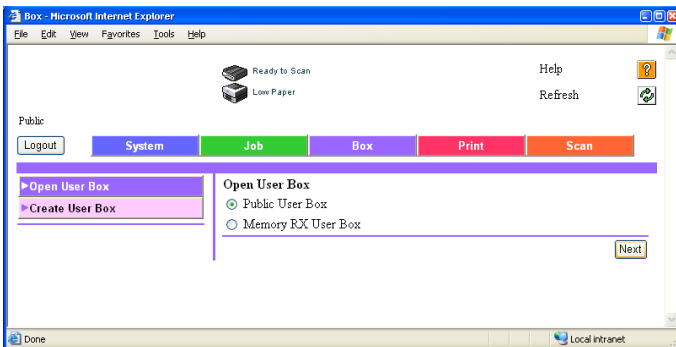 Box - Microsoft Internet Explorer
File Edit View Favorites Tools Help
Ready to Scan
Help ?
Low Paper
Refresh
Public
Logout System Job Box Print Scan
Open User Box
Create User Box
Open User Box
Public User Box
Memory RX User Box
Next
Done Local intranet